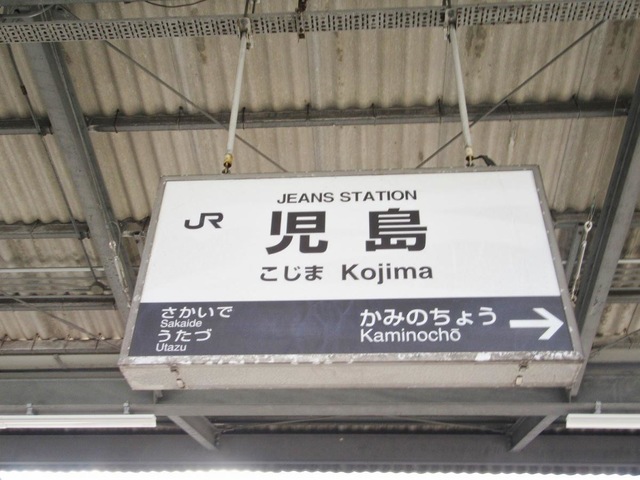 JEANS STATION
JR 児島
こじま Kojima
さかいで
Sakaide
うたづ
Utazu
かみのちょう
Kaminochō